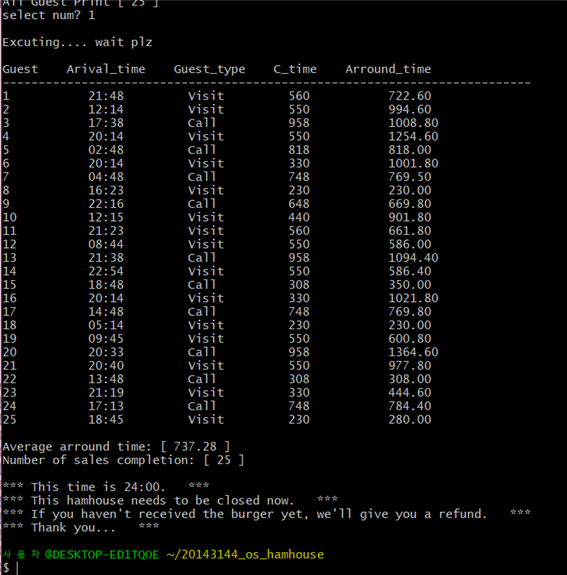 All Guest Print [ 25 ]
select num? 1
Excuting.... wait plz
Guest Arival_time Guest_type C_time Arround_time
--------------------------------------------------------------------------
1 21:48 Visit 560 722.60
2 12:14 Visit 550 994.60
3 17:38 Call 958 1008.80
4 20:14 Visit 550 1254.60
5 02:48 Call 818 818.00
6 20:14 Visit 330 1001.80
7 04:48 Call 748 769.50
8 16:23 Visit 230 230.00
9 22:16 Call 648 669.80
10 12:15 Visit 440 901.80
11 21:23 Visit 560 661.80
12 08:44 Visit 550 586.00
13 21:38 Call 958 1094.40
14 22:54 Visit 550 586.40
15 18:48 Call 308 350.00
16 20:14 Visit 330 1021.80
17 14:48 Call 748 769.80
18 05:14 Visit 230 230.00
19 09:45 Visit 550 600.80
20 20:33 Call 958 1364.60
21 20:40 Visit 550 977.80
22 13:48 Call 308 308.00
23 21:19 Visit 330 444.60
24 17:13 Call 748 784.40
25 18:45 Visit 230 280.00
Average arround time: [ 737.28 ]
Number of sales completion: [ 25 ]
*** This time is 24:00. ***
*** This hamhouse needs to be closed now. ***
*** If you haven't received the burger yet, we'll give you a refund. ***
*** Thank you... ***
사용자@DESKTOP-ED1TQOE ~/20143144_os_hamhouse
$